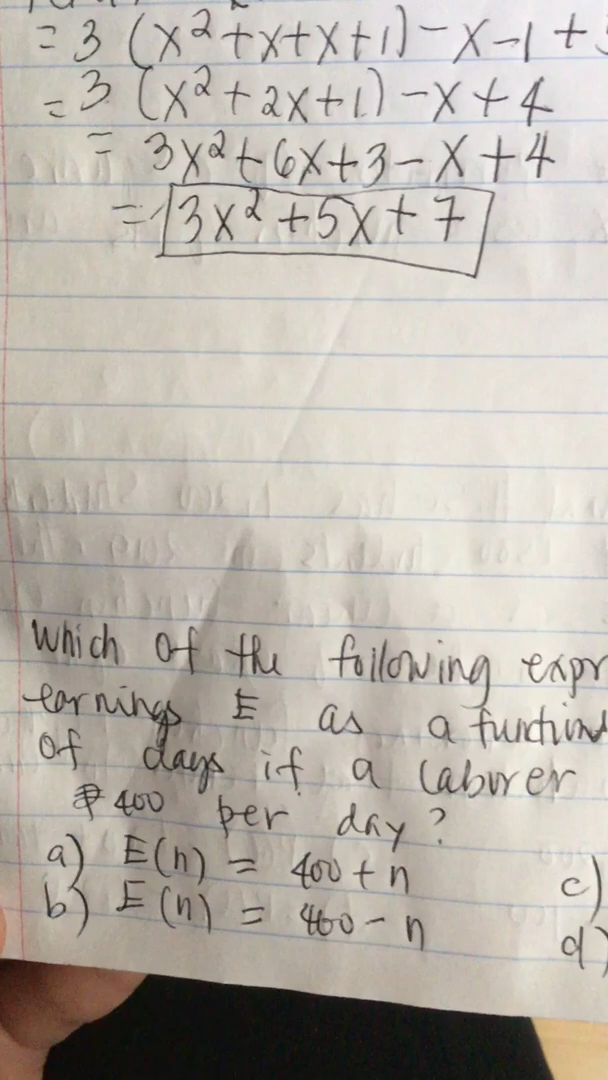 = 3 (x² + x + x + 1) - x - 1 +
= 3 (x² + 2x + 1) - x + 4
= 3x² + 6x + 3 - x + 4
= 3x² + 5x + 7
Which of the following expr
earnings E as a function
of days if a laborer
₱ 400 per day?
a) E(n) = 400 + n
c)
b) E(n) = 400 - n
d)